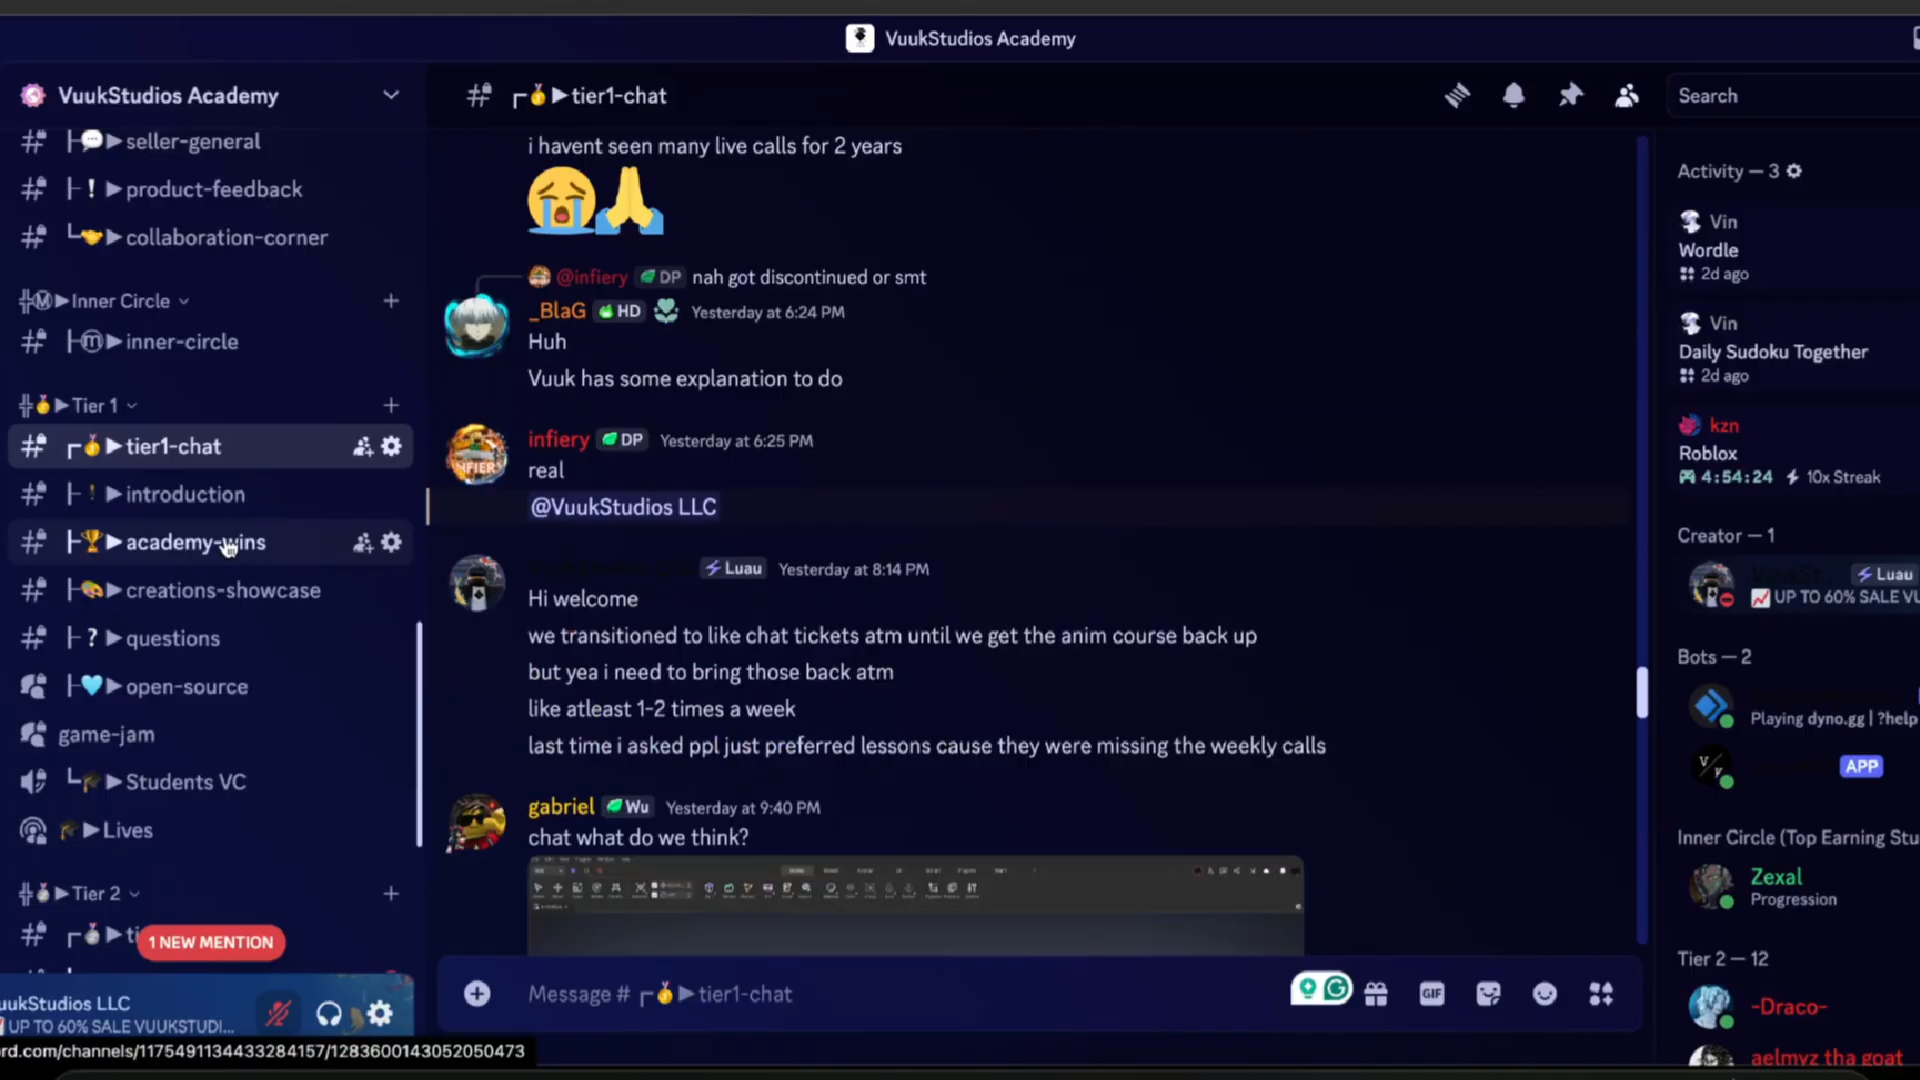 VuukStudios Academy
VuukStudios Academy
seller-general
product-feedback
collaboration-corner
Inner Circle
inner-circle
Tier 1
tier1-chat
introduction
academy-wins
creations-showcase
questions
open-source
game-jam
Students VC
Lives
Tier 2
1 NEW MENTION
uukStudios LLC
UP TO 60% SALE VUUKSTUDI...
rd.com/channels/1175491134433284157/1283600143052050473
tier1-chat
i havent seen many live calls for 2 years
@infiery DP nah got discontinued or smt
_BlaG HD Yesterday at 6:24 PM
Huh
Vuuk has some explanation to do
infiery DP Yesterday at 6:25 PM
INFIERY
real
@VuukStudios LLC
Luau Yesterday at 8:14 PM
Hi welcome
we transitioned to like chat tickets atm until we get the anim course back up
but yea i need to bring those back atm
like atleast 1-2 times a week
last time i asked ppl just preferred lessons cause they were missing the weekly calls
gabriel Wu Yesterday at 9:40 PM
chat what do we think?
Message # tier1-chat
GIF
Search
Activity — 3
Vin
Wordle
2d ago
Vin
Daily Sudoku Together
2d ago
kzn
Roblox
4:54:24 10x Streak
Creator — 1
Luau
UP TO 60% SALE VU
Bots — 2
Playing dyno.gg | ?help
V/y
APP
Inner Circle (Top Earning Stu
Zexal
Progression
Tier 2 — 12
-Draco-
aelmyz tha goat